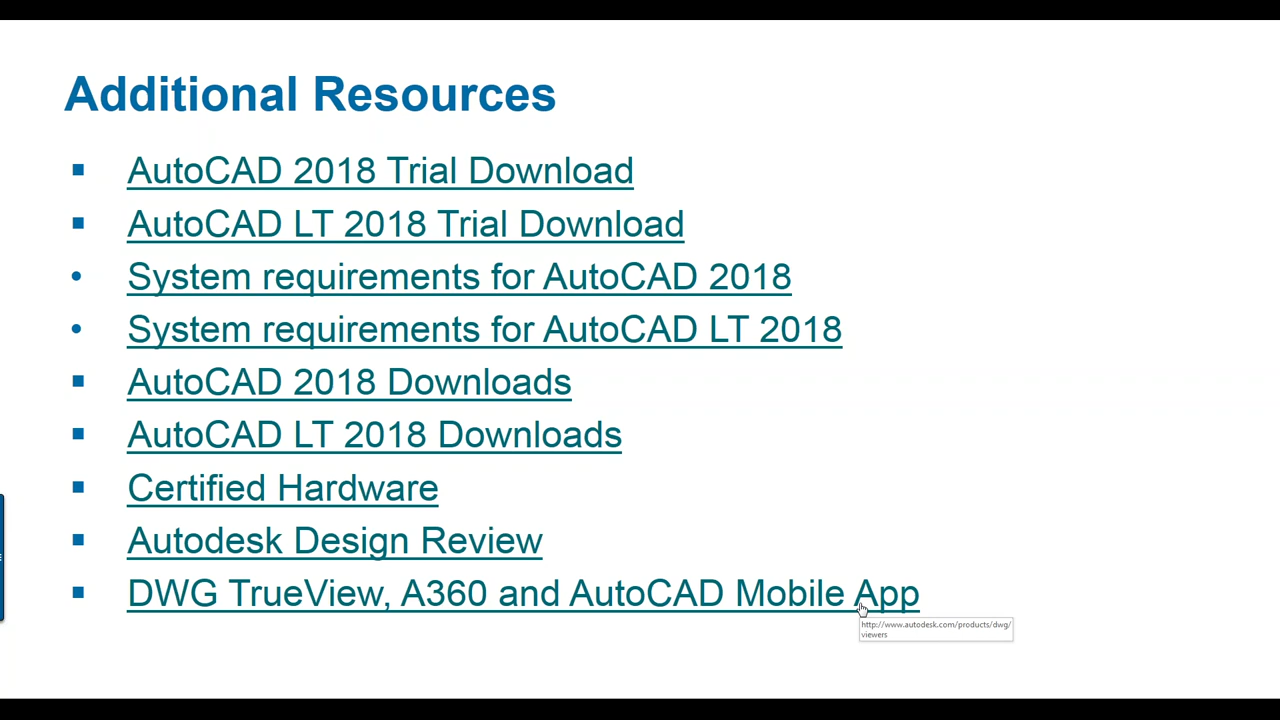 Additional Resources
▪ AutoCAD 2018 Trial Download
▪ AutoCAD LT 2018 Trial Download
• System requirements for AutoCAD 2018
• System requirements for AutoCAD LT 2018
▪ AutoCAD 2018 Downloads
▪ AutoCAD LT 2018 Downloads
▪ Certified Hardware
▪ Autodesk Design Review
▪ DWG TrueView, A360 and AutoCAD Mobile App
http://www.autodesk.com/products/dwg/
viewers